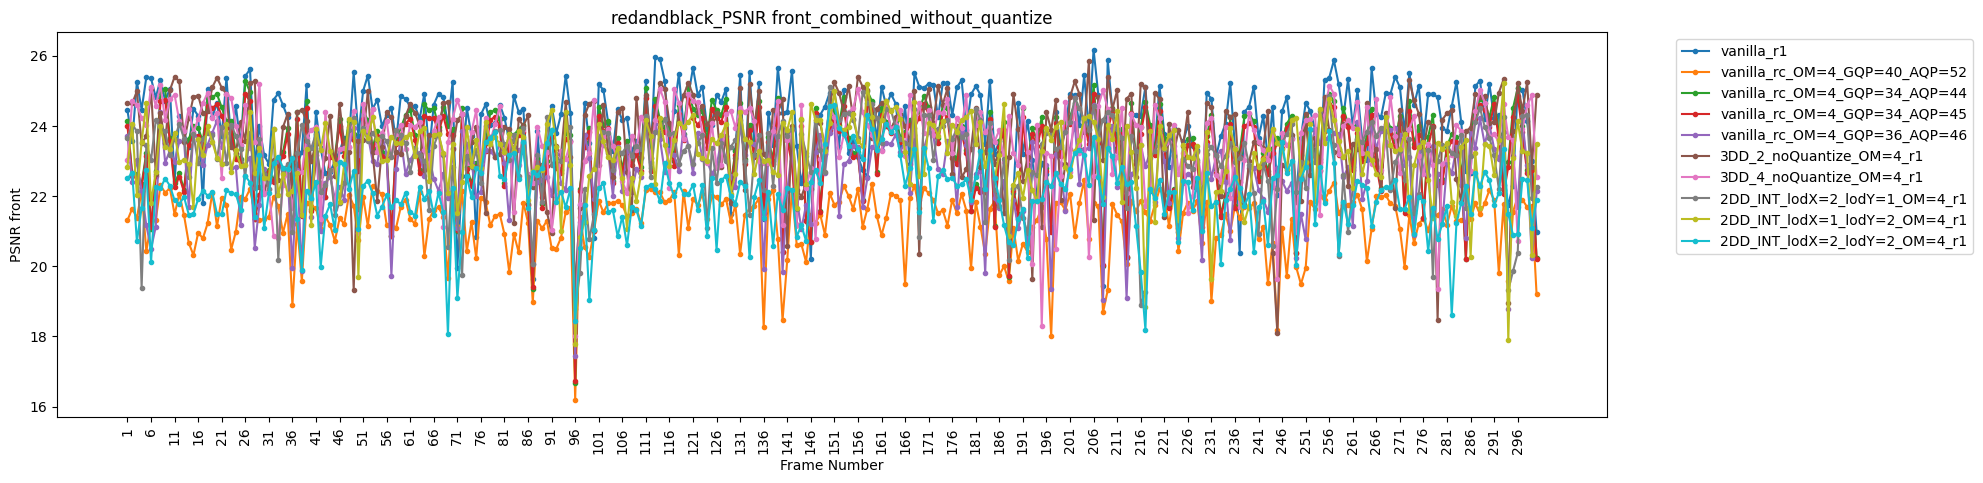 redandblack_PSNR front_combined_without_quantize
PSNR front
26
24
22
20
18
16
1 6 11 16 21 26 31 36 41 46 51 56 61 66 71 76 81 86 91 96 101 106 111 116 121 126 131 136 141 146 151 156 161 166 171 176 181 186 191 196 201 206 211 216 221 226 231 236 241 246 251 256 261 266 271 276 281 286 291 296
Frame Number
vanilla_r1
vanilla_rc_OM=4_GQP=40_AQP=52
vanilla_rc_OM=4_GQP=34_AQP=44
vanilla_rc_OM=4_GQP=34_AQP=45
vanilla_rc_OM=4_GQP=36_AQP=46
3DD_2_noQuantize_OM=4_r1
3DD_4_noQuantize_OM=4_r1
2DD_INT_lodX=2_lodY=1_OM=4_r1
2DD_INT_lodX=1_lodY=2_OM=4_r1
2DD_INT_lodX=2_lodY=2_OM=4_r1